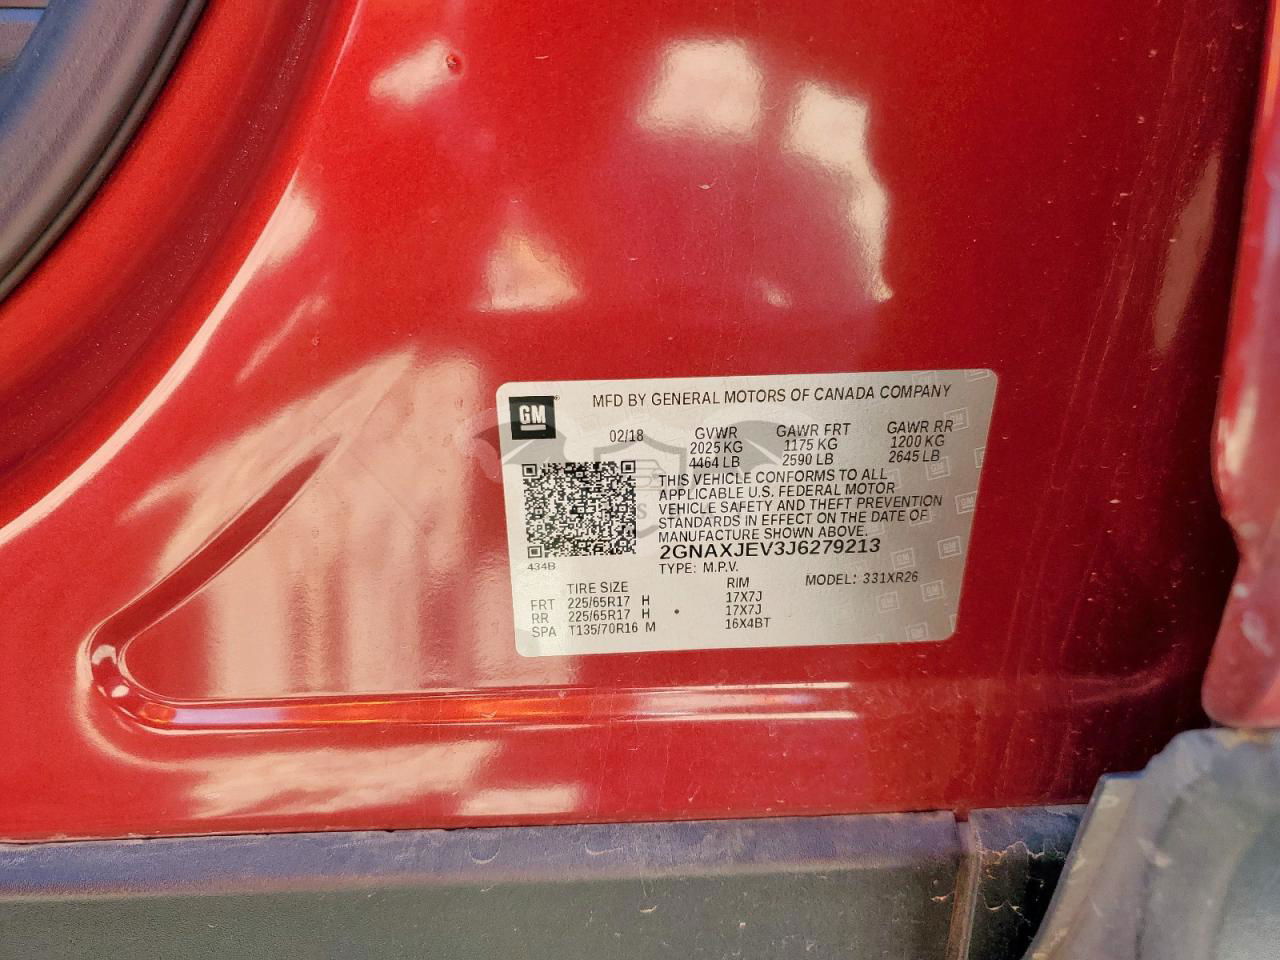 GM
MFD BY GENERAL MOTORS OF CANADA COMPANY
02/18 GVWR GAWR FRT GAWR RR
2025 KG 1175 KG 1200 KG
4464 LB 2590 LB 2645 LB
THIS VEHICLE CONFORMS TO ALL
APPLICABLE U.S. FEDERAL MOTOR
VEHICLE SAFETY AND THEFT PREVENTION
STANDARDS IN EFFECT ON THE DATE OF
MANUFACTURE SHOWN ABOVE.
2GNAXJEV3J6279213
434B
TYPE: M.P.V. MODEL: 331XR26
TIRE SIZE RIM
FRT 225/65R17 H 17X7J
RR 225/65R17 H 17X7J
SPA T135/70R16 M 16X4BT